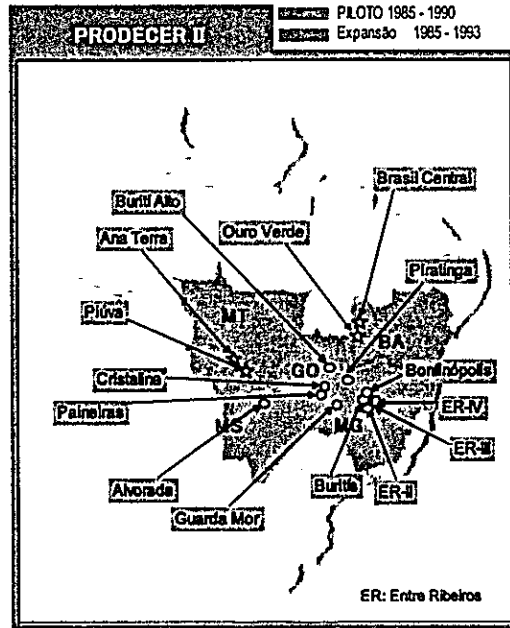 PRODECER II
PILOTO 1985 - 1990
Expansão 1985 - 1993
Brasil Central
Buriti Alto
Ouro Verde
Ana Terra
Piratinga
MT
Piúva
BA
GO
Bonfinópolis
Cristalina
ER-IV
Paineiras
MS
MG
ER-III
Alvorada
Buritis
ER-II
Guarda Mor
ER: Entre Ribeiros